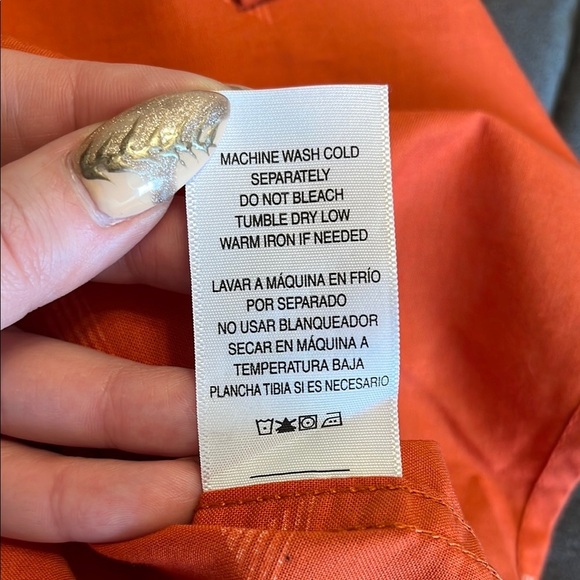 MACHINE WASH COLD
SEPARATELY
DO NOT BLEACH
TUMBLE DRY LOW
WARM IRON IF NEEDED
LAVAR A MÁQUINA EN FRÍO
POR SEPARADO
NO USAR BLANQUEADOR
SECAR EN MÁQUINA A
TEMPERATURA BAJA
PLANCHA TIBIA SI ES NECESARIO